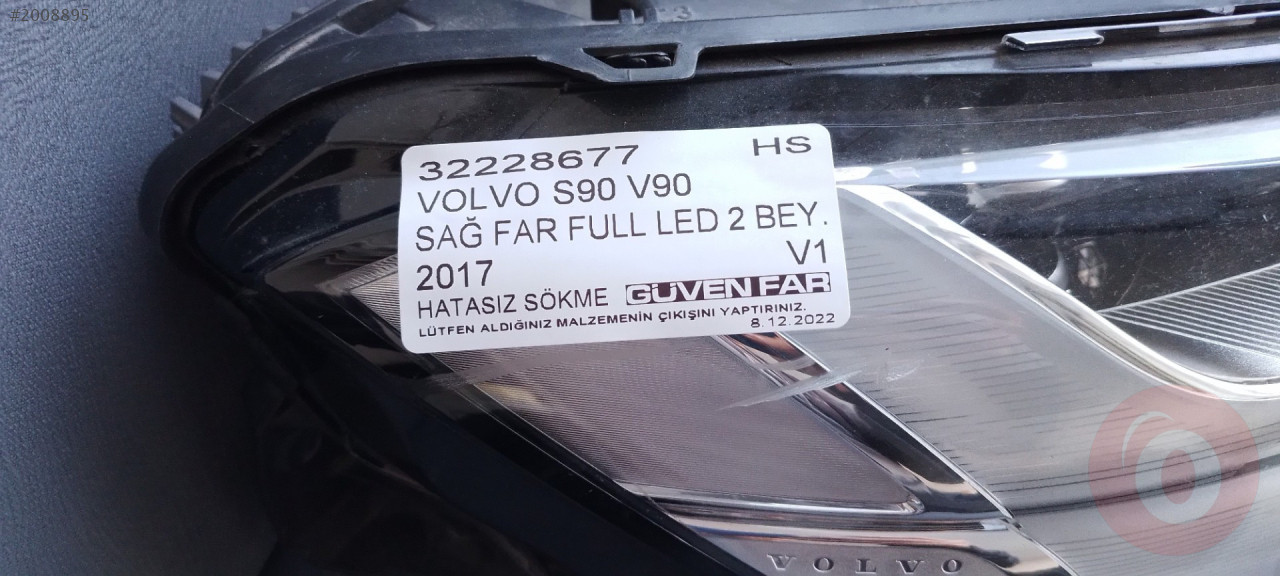 #2008895
32228677 HS
VOLVO S90 V90
SAĞ FAR FULL LED 2 BEY.
2017 V1
HATASIZ SÖKME GÜVEN FAR
LÜTFEN ALDIĞINIZ MALZEMENİN ÇIKIŞINI YAPTIRINIZ.
8.12.2022
VOLVO